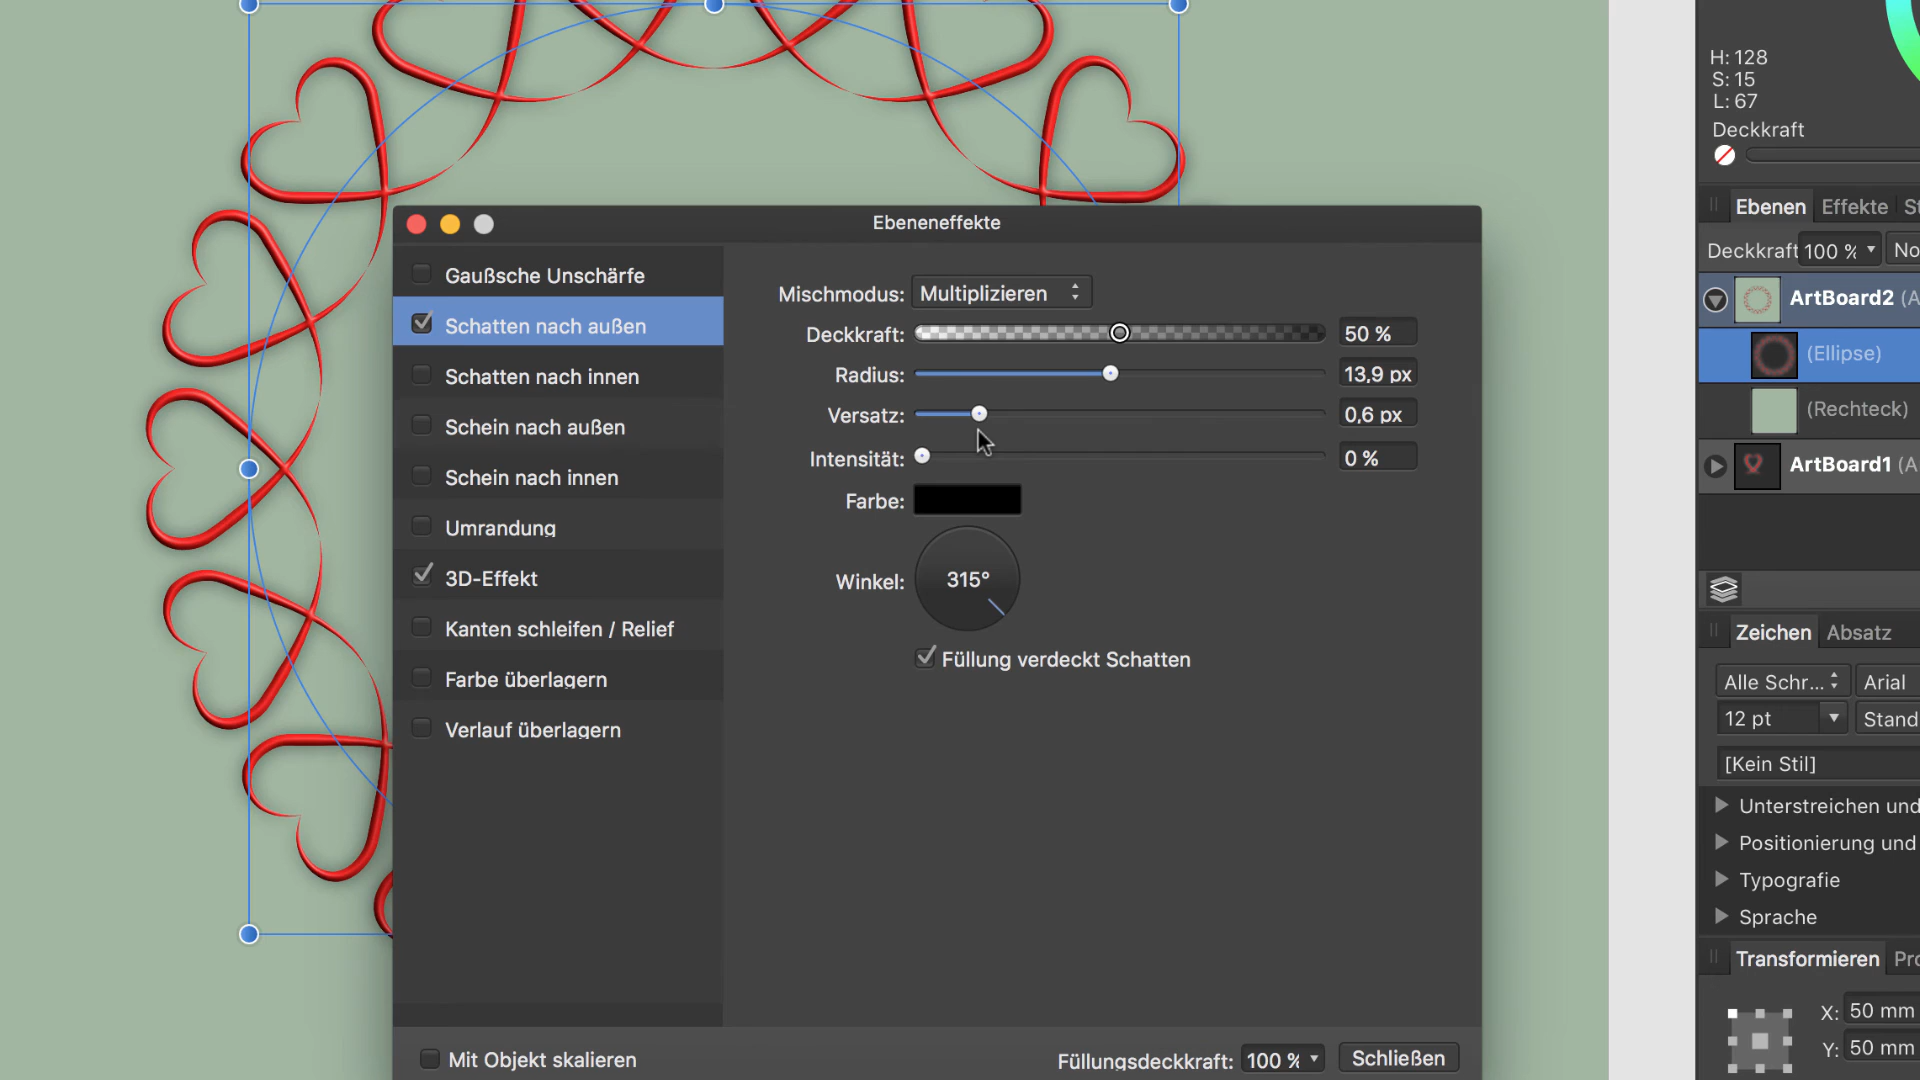 H: 128
S: 15
L: 67
Deckkraft
Ebenen Effekte
Deckkraft 100 %
ArtBoard2
(Ellipse)
(Rechteck)
ArtBoard1
Zeichen Absatz
Alle Schr... Arial
12 pt
[Kein Stil]
Unterstreichen und
Positionierung und
Typografie
Sprache
Transformieren
X: 50 mm
Y: 50 mm
Ebeneneffekte
Gaußsche Unschärfe
Schatten nach außen
Schatten nach innen
Schein nach außen
Schein nach innen
Umrandung
3D-Effekt
Kanten schleifen / Relief
Farbe überlagern
Verlauf überlagern
Mischmodus: Multiplizieren
Deckkraft: 50 %
Radius: 13,9 px
Versatz: 0,6 px
Intensität: 0 %
Farbe:
Winkel: 315°
Füllung verdeckt Schatten
Mit Objekt skalieren
Füllungsdeckkraft: 100 % Schließen